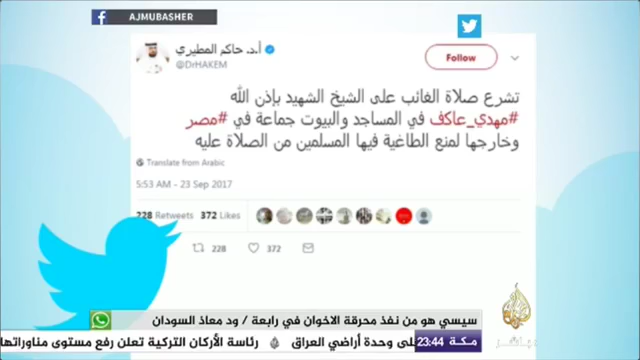 AJMUBASHER
أ.د. حاكم المطيري
@DrHAKEM
Follow
تشرع صلاة الغائب على الشيخ الشهيد بإذن الله
#مهدي_عاكف في المساجد والبيوت جماعة في #مصر
وخارجها لمنع الطاغية فيها المسلمين من الصلاة عليه
Translate from Arabic
5:53 AM - 23 Sep 2017
228 Retweets 372 Likes
228 372
سيسي هو من نفذ محرقة الاخوان في رابعة / ود معاذ السودان
مكة 23:44
على وحدة أراضي العراق رئاسة الأركان التركية تعلن رفع مستوى مناوراتها